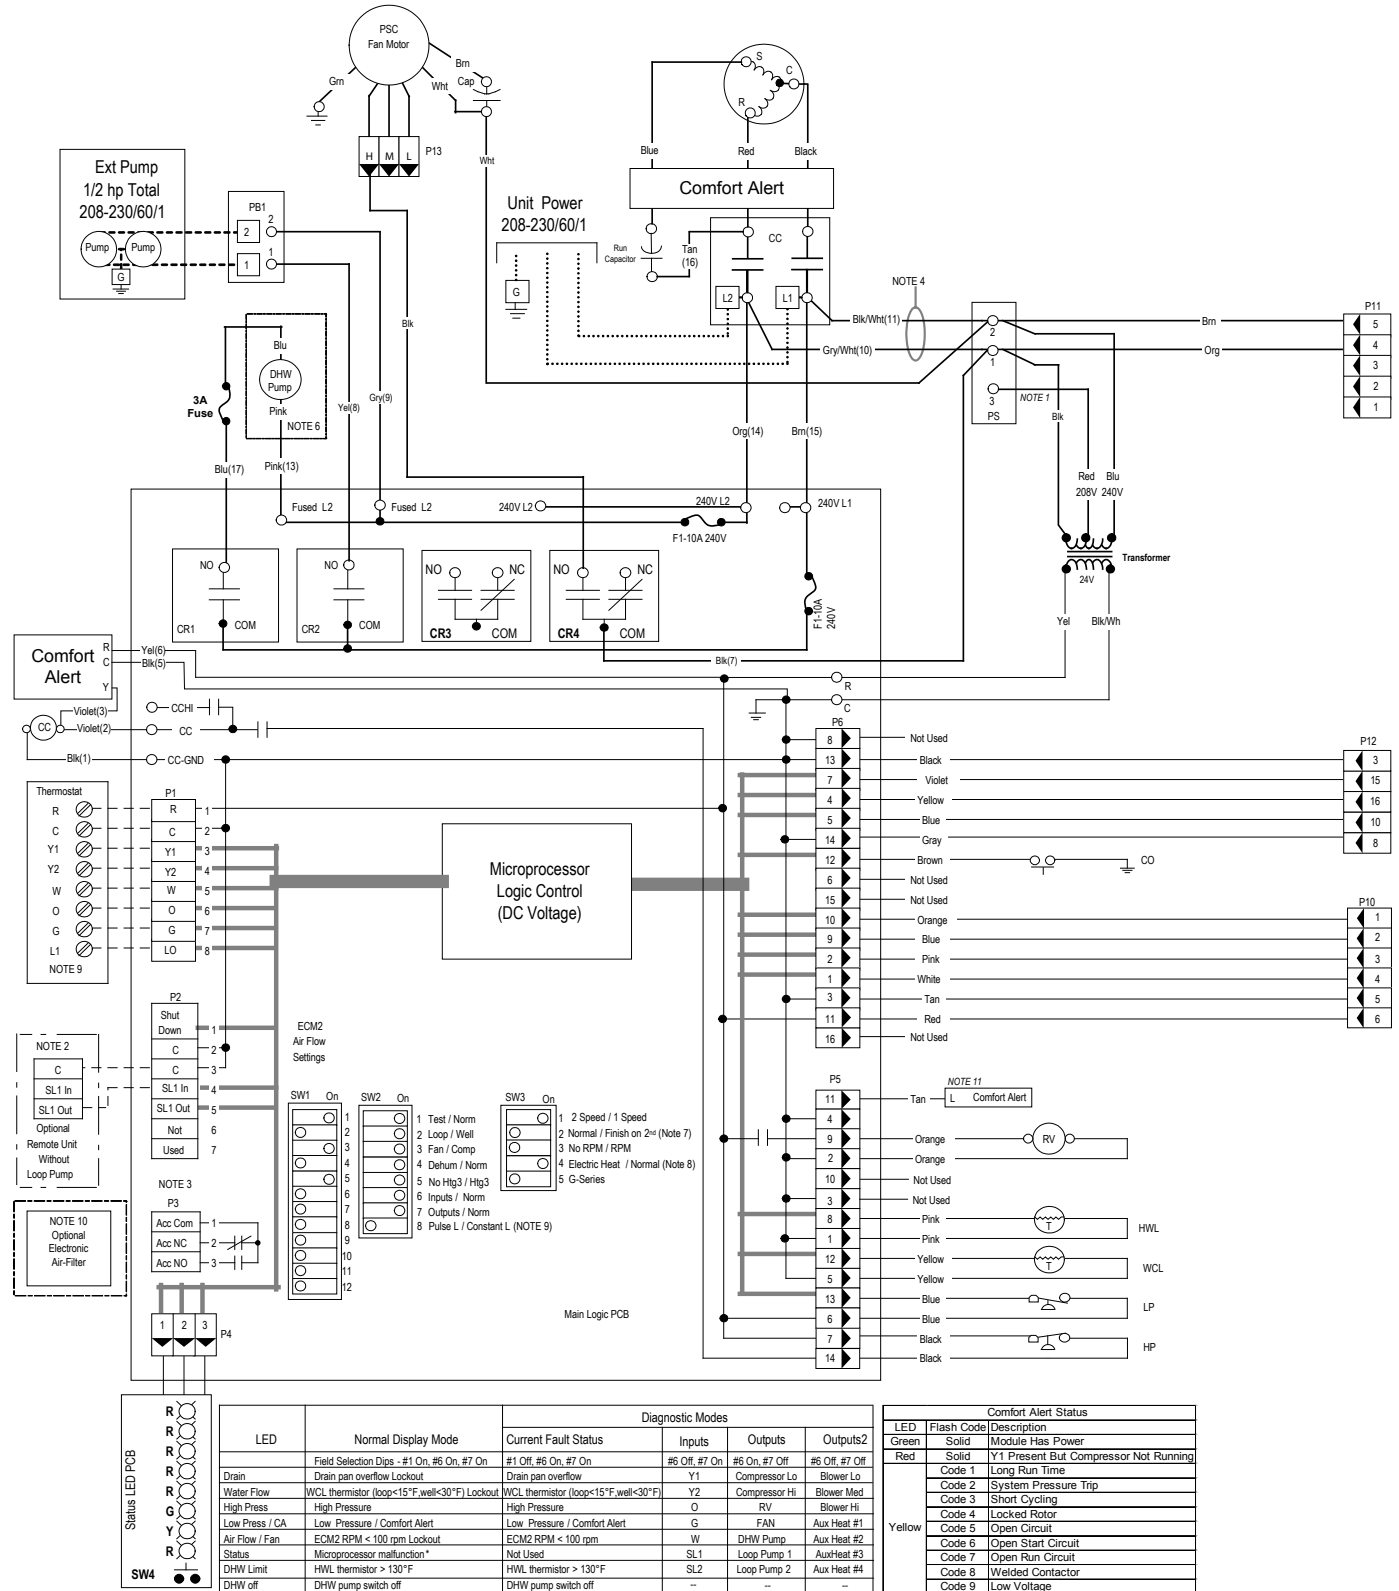 PSC
Fan Motor
Grn
Brn
Cap
Wht
Wht
H M L
P13
S
C
R
Blue
Red
Black
Comfort Alert
Ext Pump
1/2 hp Total
208-230/60/1
Pump
Pump
G
PB1
2 2
1 1
Unit Power
208-230/60/1
G
Run
Capacitor
Tan
(16)
CC
L2
L1
NOTE 4
Blk/Wht(11)
Gry/Wht(10)
2
1
3
NOTE 1
PS
Brn
Org
P11
5
4
3
2
1
Blk
Blu
DHW
Pump
Pink
NOTE 6
3A
Fuse
Yel(8)
Gry(9)
Blk
Blu(17)
Pink(13)
Org(14)
Brn(15)
Red
208V
Blu
240V
Transformer
24V
Yel
Blk/Wh
Fused L2
Fused L2
240V L2
240V L2
240V L1
F1-10A 240V
F1-10A
240V
NO
COM
CR1
NO
COM
CR2
NO
NC
CR3
COM
NO
NC
CR4
COM
Blk(7)
Comfort
Alert
R
C
Y
Yel(6)
Blk(5)
Violet(3)
CC
Violet(2)
Blk(1)
CCHI
CC
CC-GND
R
C
Thermostat
R
C
Y1
Y2
W
O
G
L1
NOTE 9
P1
R 1
C 2
Y1 3
Y2 4
W 5
O 6
G 7
LO 8
Microprocessor
Logic Control
(DC Voltage)
P6
8 Not Used
13 Black
7 Violet
4 Yellow
5 Blue
14 Gray
12 Brown
CO
6 Not Used
15 Not Used
10 Orange
9 Blue
2 Pink
1 White
3 Tan
11 Red
16 Not Used
P12
3
15
16
10
8
P10
1
2
3
4
5
6
P2
Shut
Down 1
C 2
C 3
SL1 In 4
SL1 Out 5
Not 6
Used 7
NOTE 2
C
SL1 In
SL1 Out
Optional
Remote Unit
Without
Loop Pump
NOTE 3
P3
Acc Com 1
Acc NC 2
Acc NO 3
NOTE 10
Optional
Electronic
Air-Filter
ECM2
Air Flow
Settings
SW1 On
1
2
3
4
5
6
7
8
9
10
11
12
SW2 On
1 Test / Norm
2 Loop / Well
3 Fan / Comp
4 Dehum / Norm
5 No Htg3 / Htg3
6 Inputs / Norm
7 Outputs / Norm
8 Pulse L / Constant L (NOTE 9)
SW3 On
1 2 Speed / 1 Speed
2 Normal / Finish on 2nd (Note 7)
3 No RPM / RPM
4 Electric Heat / Normal (Note 8)
5 G-Series
Main Logic PCB
P5
11 Tan
NOTE 11
L Comfort Alert
4
9 Orange
RV
2 Orange
10 Not Used
3 Not Used
8 Pink
T
HWL
1 Pink
12 Yellow
T
WCL
5 Yellow
13 Blue
LP
6 Blue
7 Black
HP
14 Black
1 2 3
P4
Status LED PCB
R
R
R
R
R
G
Y
R
SW4
Diagnostic Modes
LED Normal Display Mode Current Fault Status Inputs Outputs Outputs2
Field Selection Dips - #1 On, #6 On, #7 On #1 Off, #6 On, #7 On #6 Off, #7 On #6 On, #7 Off #6 Off, #7 Off
Drain Drain pan overflow Lockout Drain pan overflow Y1 Compressor Lo Blower Lo
Water Flow WCL thermistor (loop<15°F,well<30°F) Lockout WCL thermistor (loop<15°F,well<30°F) Y2 Compressor Hi Blower Med
High Press High Pressure High Pressure O RV Blower Hi
Low Press / CA Low Pressure / Comfort Alert Low Pressure / Comfort Alert G FAN Aux Heat #1
Air Flow / Fan ECM2 RPM < 100 rpm Lockout ECM2 RPM < 100 rpm W DHW Pump Aux Heat #2
Status Microprocessor malfunction* Not Used SL1 Loop Pump 1 AuxHeat #3
DHW Limit HWL thermistor > 130°F HWL thermistor > 130°F SL2 Loop Pump 2 Aux Heat #4
DHW off DHW pump switch off DHW pump switch off -- -- --
Comfort Alert Status
LED Flash Code Description
Green Solid Module Has Power
Red Solid Y1 Present But Compressor Not Running
Yellow
Code 1 Long Run Time
Code 2 System Pressure Trip
Code 3 Short Cycling
Code 4 Locked Rotor
Code 5 Open Circuit
Code 6 Open Start Circuit
Code 7 Open Run Circuit
Code 8 Welded Contactor
Code 9 Low Voltage